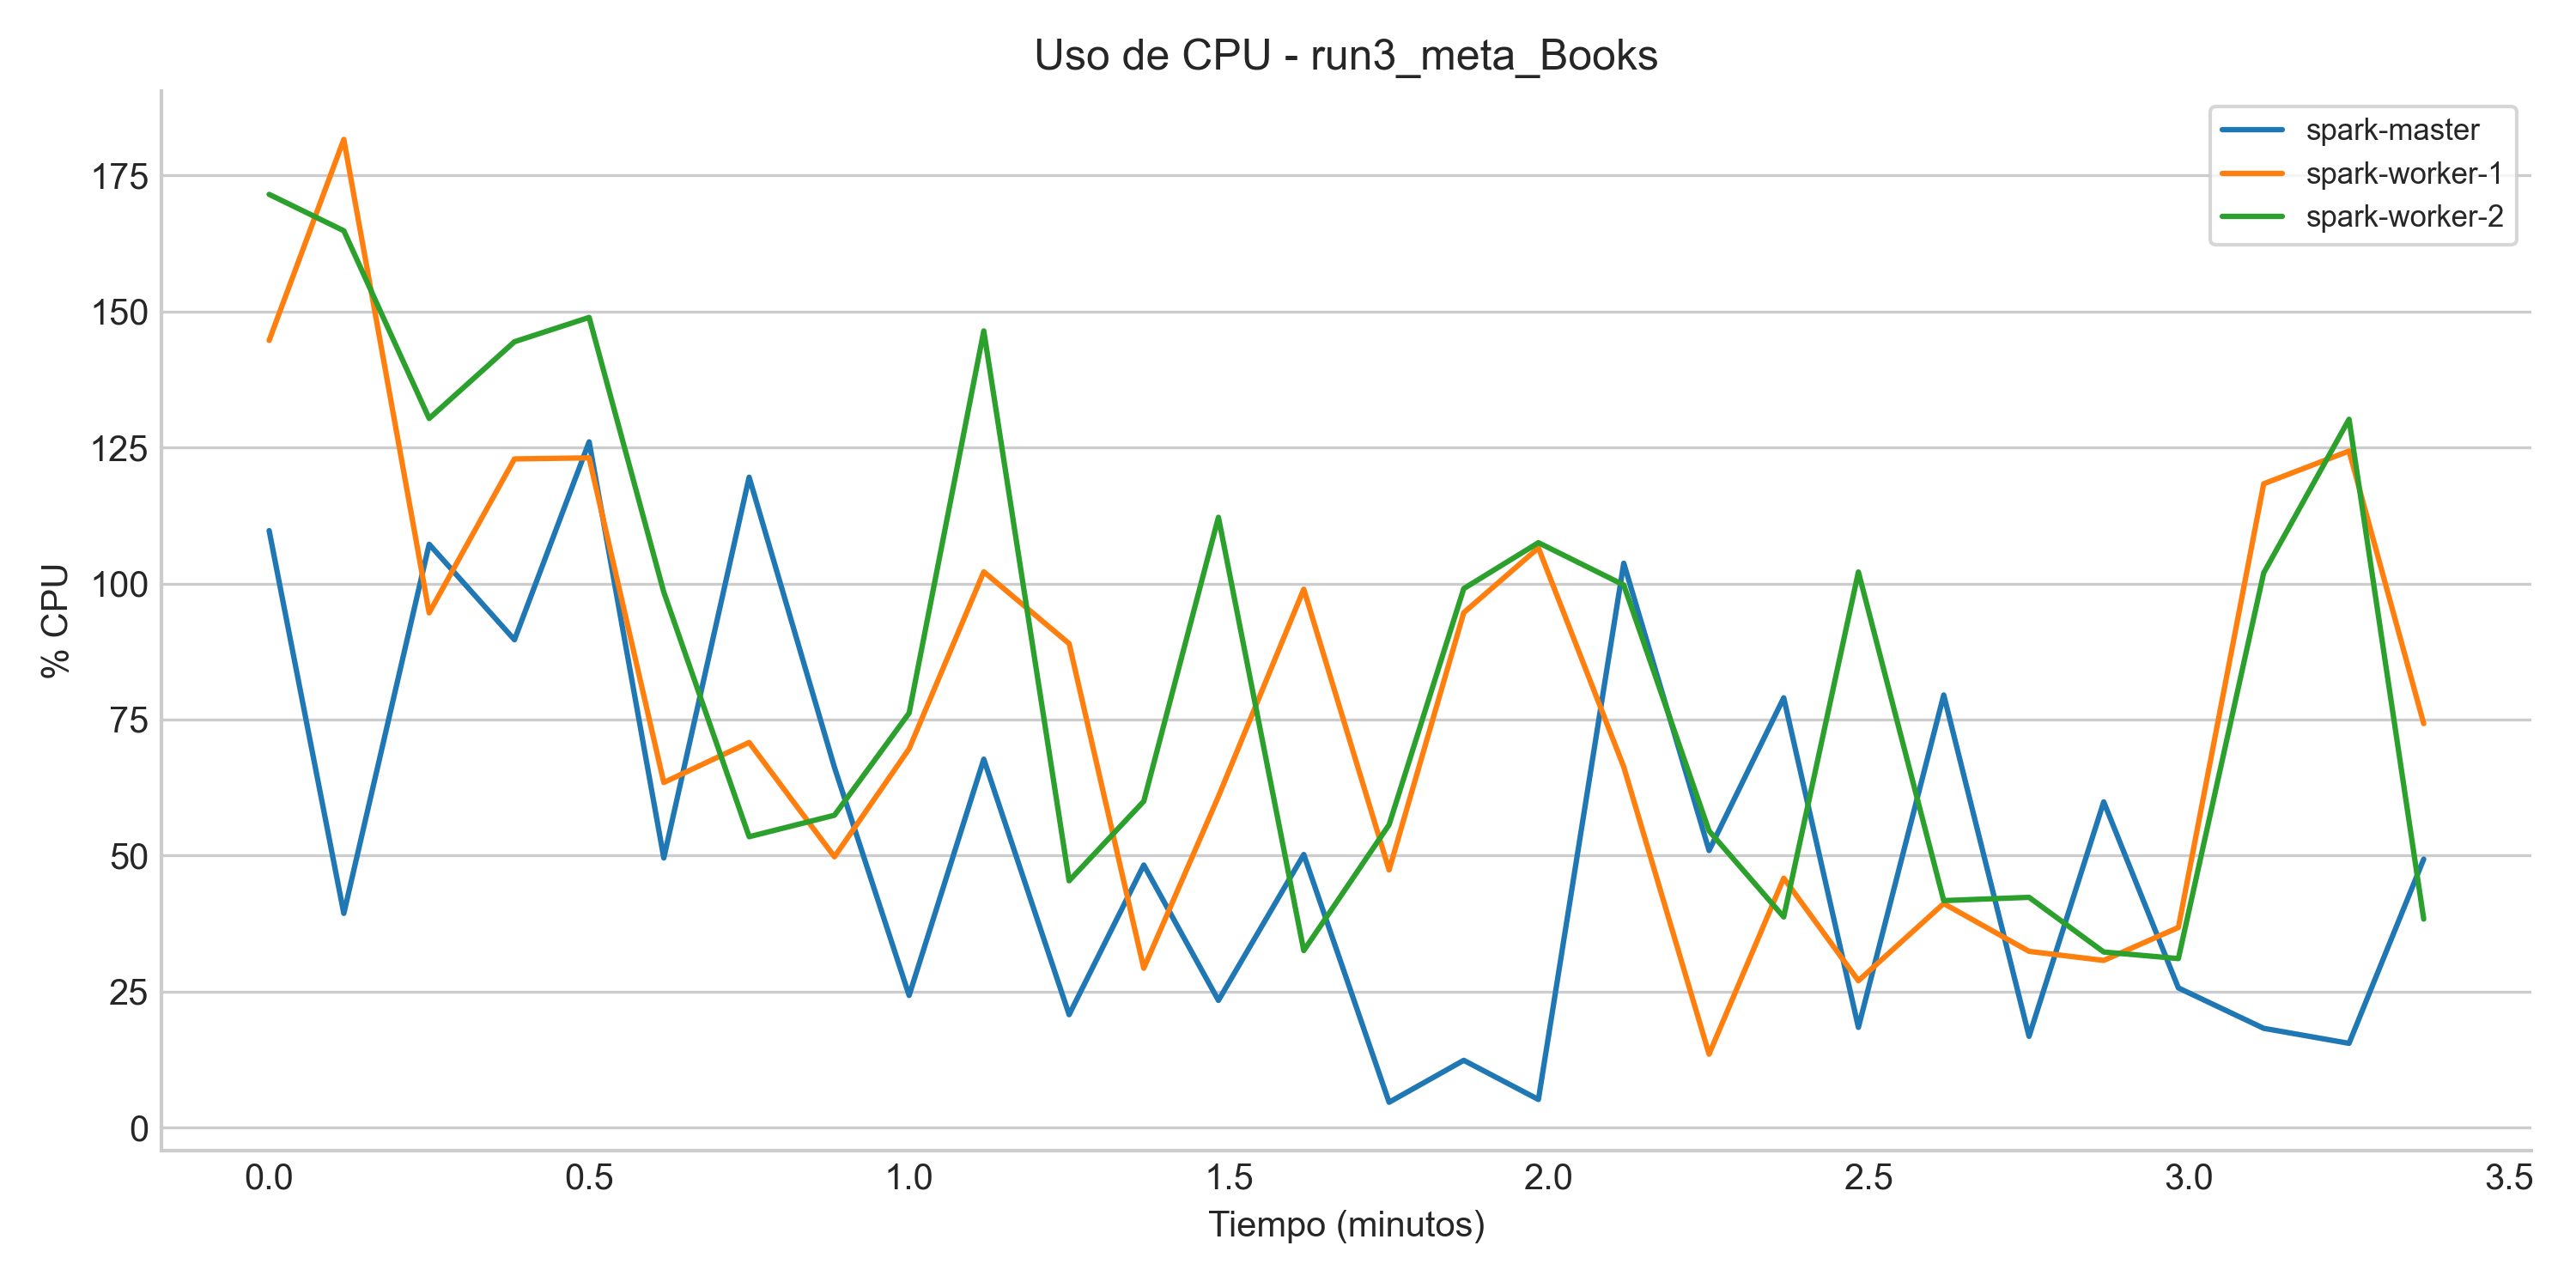 Uso de CPU - run3_meta_Books
spark-master
spark-worker-1
spark-worker-2
% CPU
175
150
125
100
75
50
25
0
0.0 0.5 1.0 1.5 2.0 2.5 3.0 3.5
Tiempo (minutos)